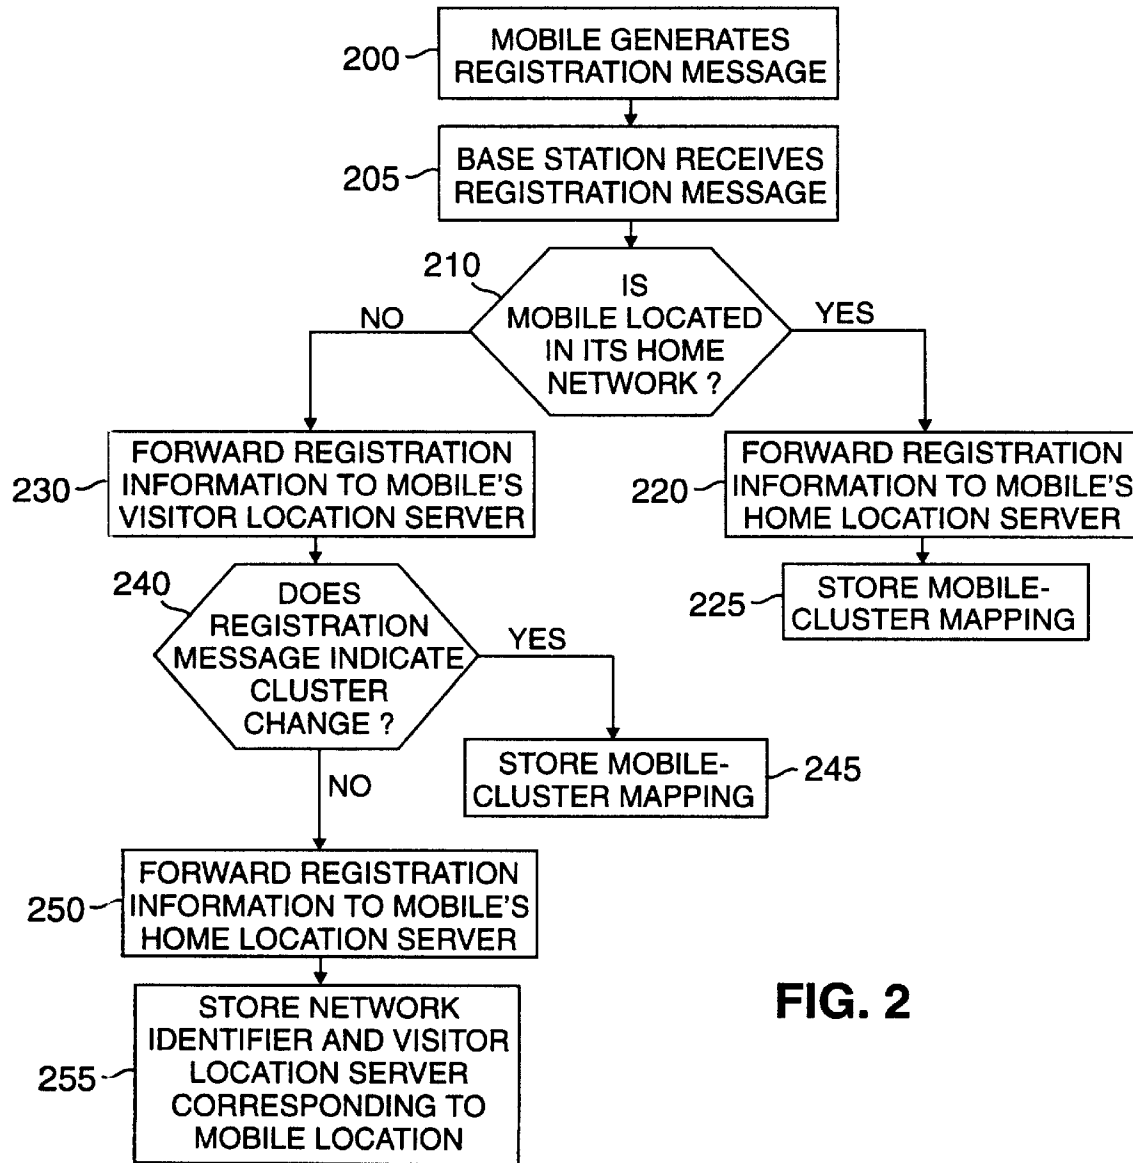 200
MOBILE GENERATES
REGISTRATION MESSAGE
205
BASE STATION RECEIVES
REGISTRATION MESSAGE
210
IS
MOBILE LOCATED
IN ITS HOME
NETWORK ?
NO
YES
230
FORWARD REGISTRATION
INFORMATION TO MOBILE'S
VISITOR LOCATION SERVER
220
FORWARD REGISTRATION
INFORMATION TO MOBILE'S
HOME LOCATION SERVER
225
STORE MOBILE-
CLUSTER MAPPING
240
DOES
REGISTRATION
MESSAGE INDICATE
CLUSTER
CHANGE ?
YES
NO
STORE MOBILE-
CLUSTER MAPPING
245
250
FORWARD REGISTRATION
INFORMATION TO MOBILE'S
HOME LOCATION SERVER
255
STORE NETWORK
IDENTIFIER AND VISITOR
LOCATION SERVER
CORRESPONDING TO
MOBILE LOCATION
FIG. 2